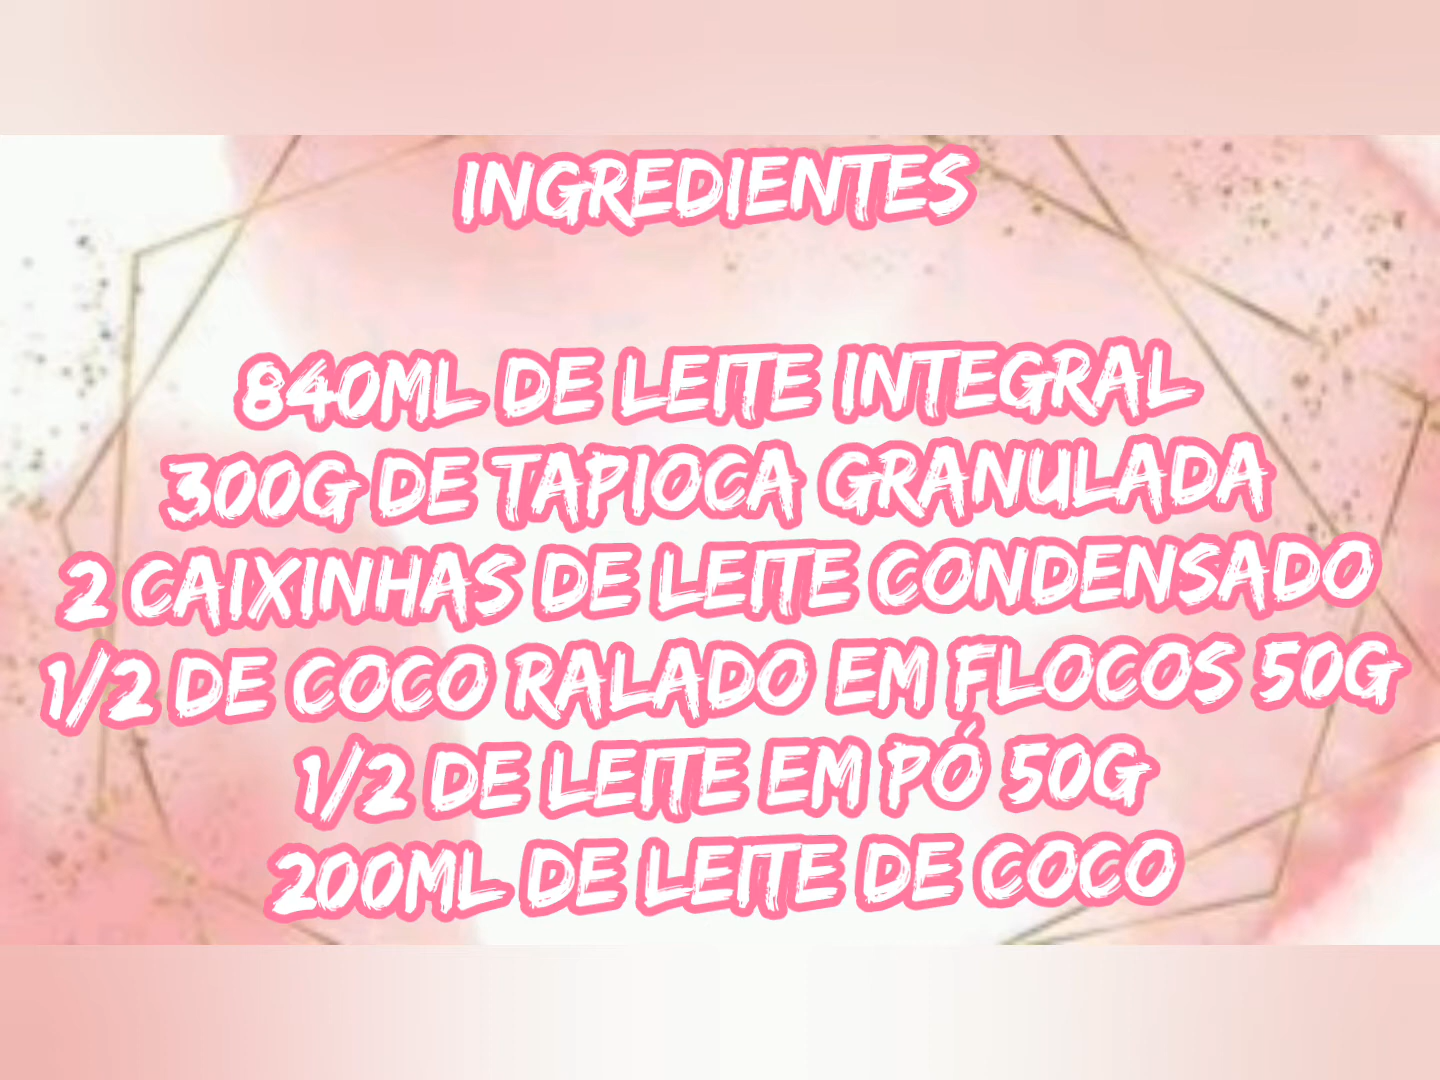 INGREDIENTES
840ML DE LEITE INTEGRAL
300G DE TAPIOCA GRANULADA
2 CAIXINHAS DE LEITE CONDENSADO
1/2 DE COCO RALADO EM FLOCOS 50G
1/2 DE LEITE EM PÓ 50G
200ML DE LEITE DE COCO